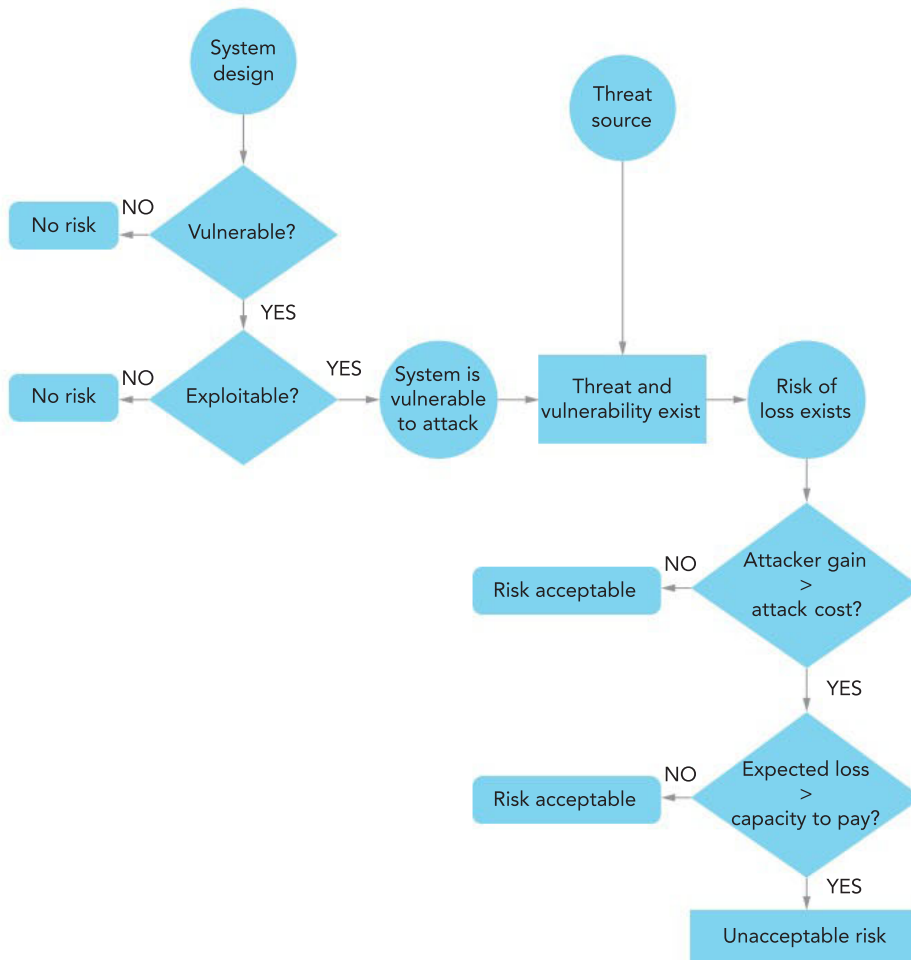 System
design
Threat
source
NO
No risk
Vulnerable?
YES
NO
No risk
Exploitable?
YES
System is
vulnerable
to attack
Threat and
vulnerability exist
Risk of
loss exists
NO
Risk acceptable
Attacker gain
>
attack cost?
YES
NO
Risk acceptable
Expected loss
>
capacity to pay?
YES
Unacceptable risk